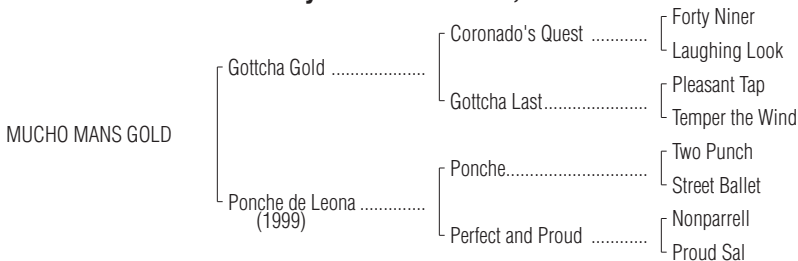 Forty Niner
Coronado's Quest ............
Laughing Look
Gottcha Gold ....................
Pleasant Tap
Gottcha Last......................
Temper the Wind
MUCHO MANS GOLD
Two Punch
Ponche..............................
Street Ballet
Ponche de Leona ..............
(1999)
Nonparrell
Perfect and Proud ............
Proud Sal